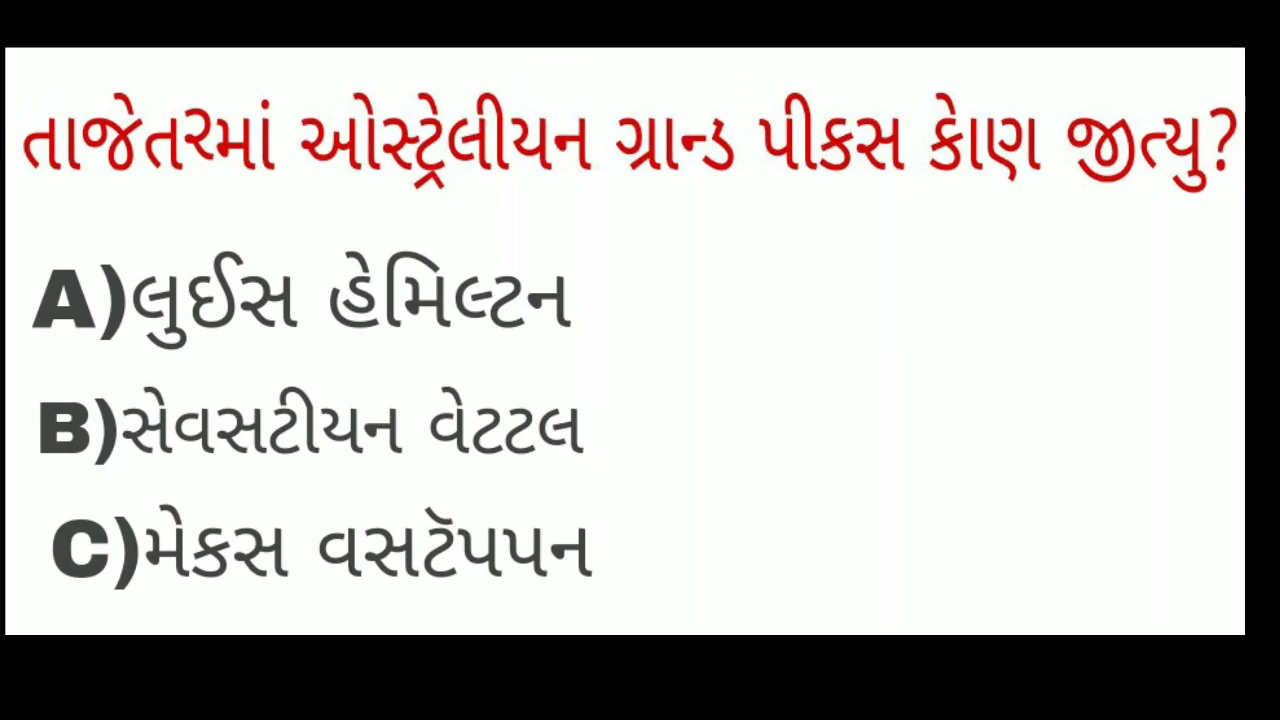 તાજેતરમાં ઓસ્ટ્રેલીયન ગ્રાન્ડ પીકસ કેાણ જીત્યુ?
A)લુઈસ હેમિલ્ટન
B)સેવસટીયન વેટટલ
C)મેકસ વસટૅપપન